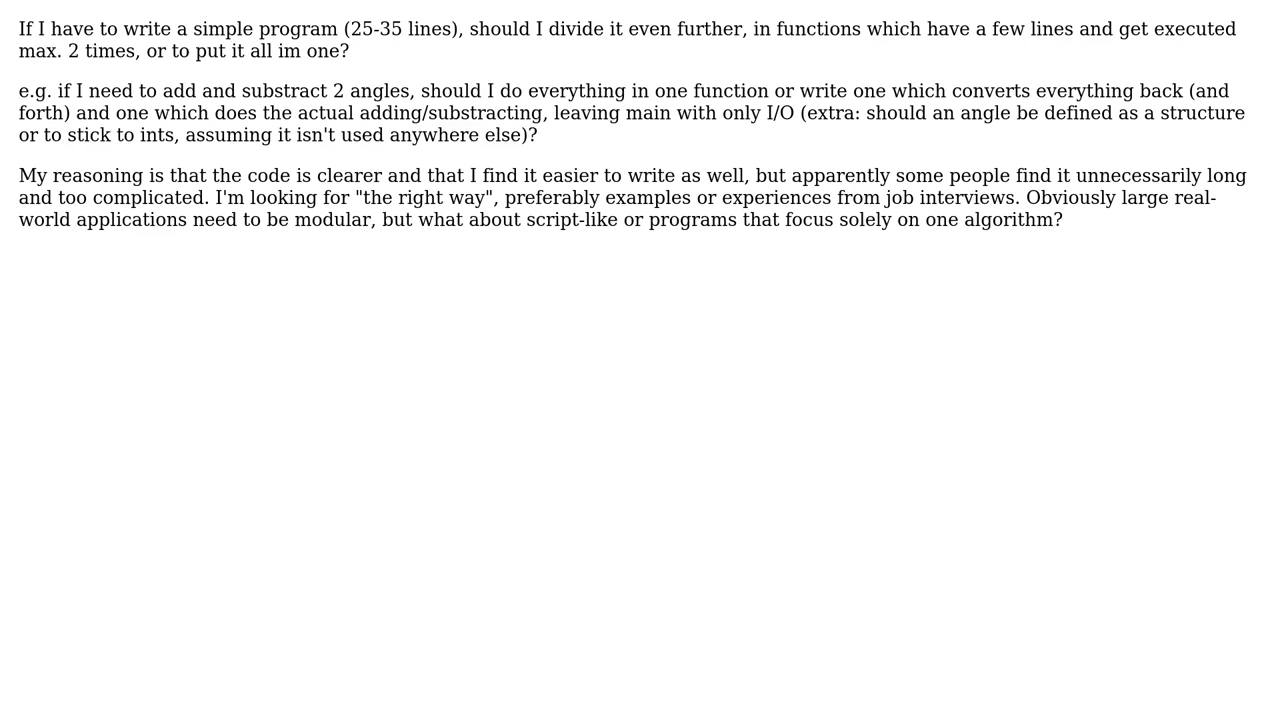 If I have to write a simple program (25-35 lines), should I divide it even further, in functions which have a few lines and get executed
max. 2 times, or to put it all im one?
e.g. if I need to add and substract 2 angles, should I do everything in one function or write one which converts everything back (and
forth) and one which does the actual adding/substracting, leaving main with only I/O (extra: should an angle be defined as a structure
or to stick to ints, assuming it isn't used anywhere else)?
My reasoning is that the code is clearer and that I find it easier to write as well, but apparently some people find it unnecessarily long
and too complicated. I'm looking for "the right way", preferably examples or experiences from job interviews. Obviously large real-
world applications need to be modular, but what about script-like or programs that focus solely on one algorithm?